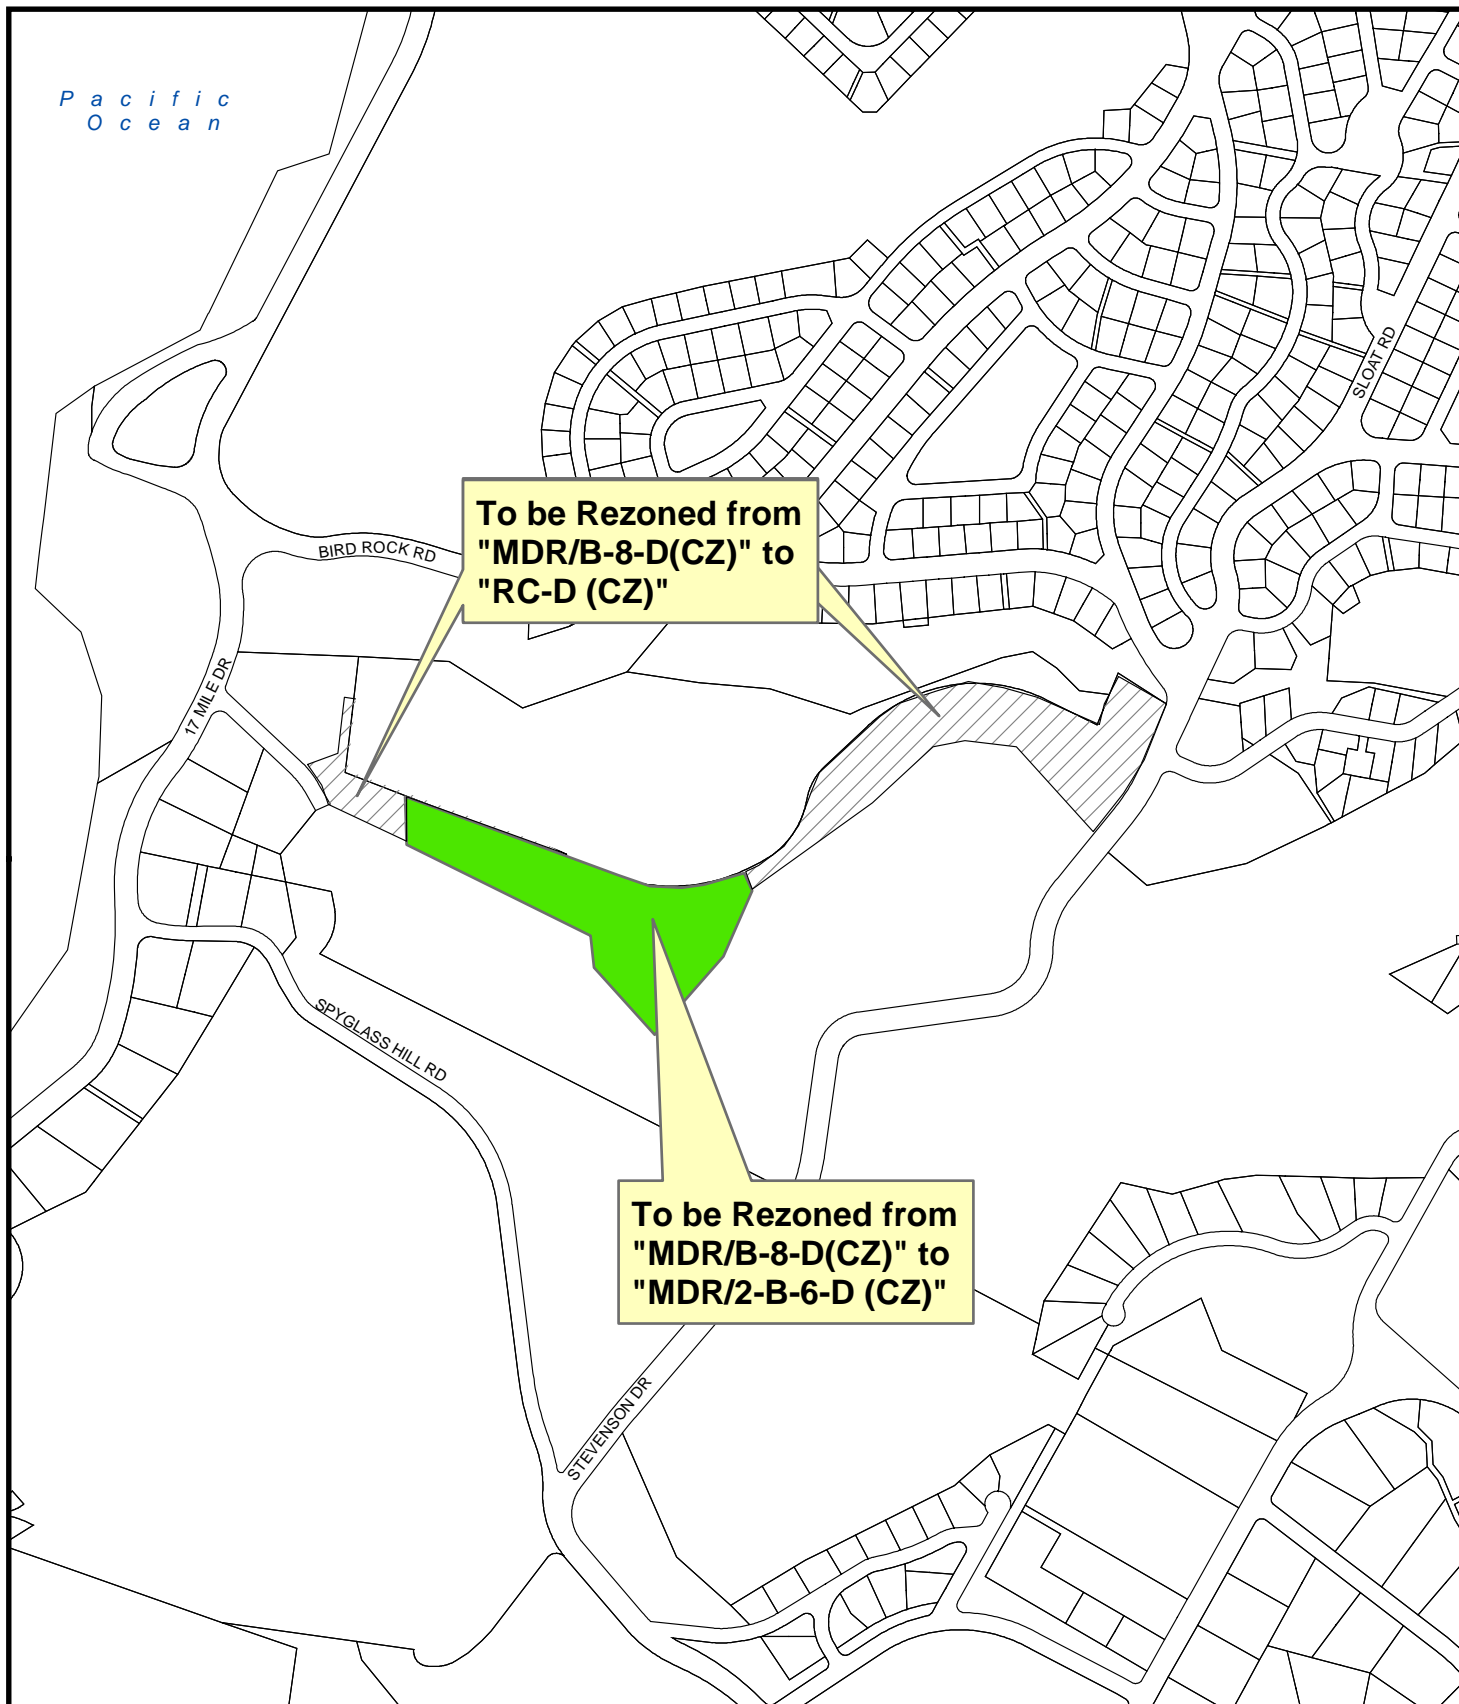 P a c i f i c
O c e a n
SLOAT RD
To be Rezoned from
"MDR/B-8-D(CZ)" to
"RC-D (CZ)"
BIRD ROCK RD
17 MILE DR
SPYGLASS HILL RD
To be Rezoned from
"MDR/B-8-D(CZ)" to
"MDR/2-B-6-D (CZ)"
STEVENSON DR